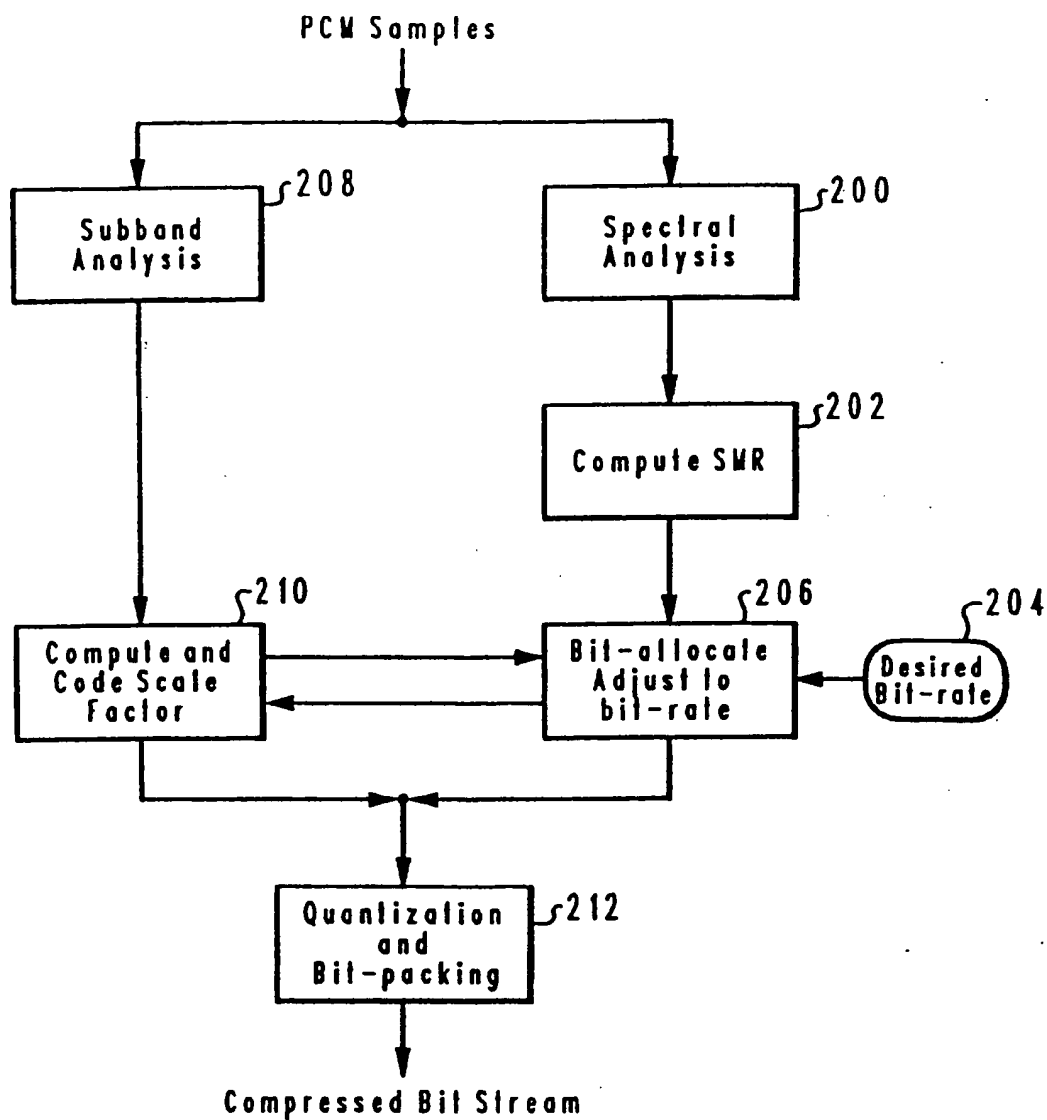 PCM Samples
208
Subband
Analysis
200
Spectral
Analysis
202
Compute SMR
210
Compute and
Code Scale
Factor
206
Bit-allocate
Adjust to
bit-rate
204
Desired
Bit-rate
212
Quantization
and
Bit-packing
Compressed Bit Stream